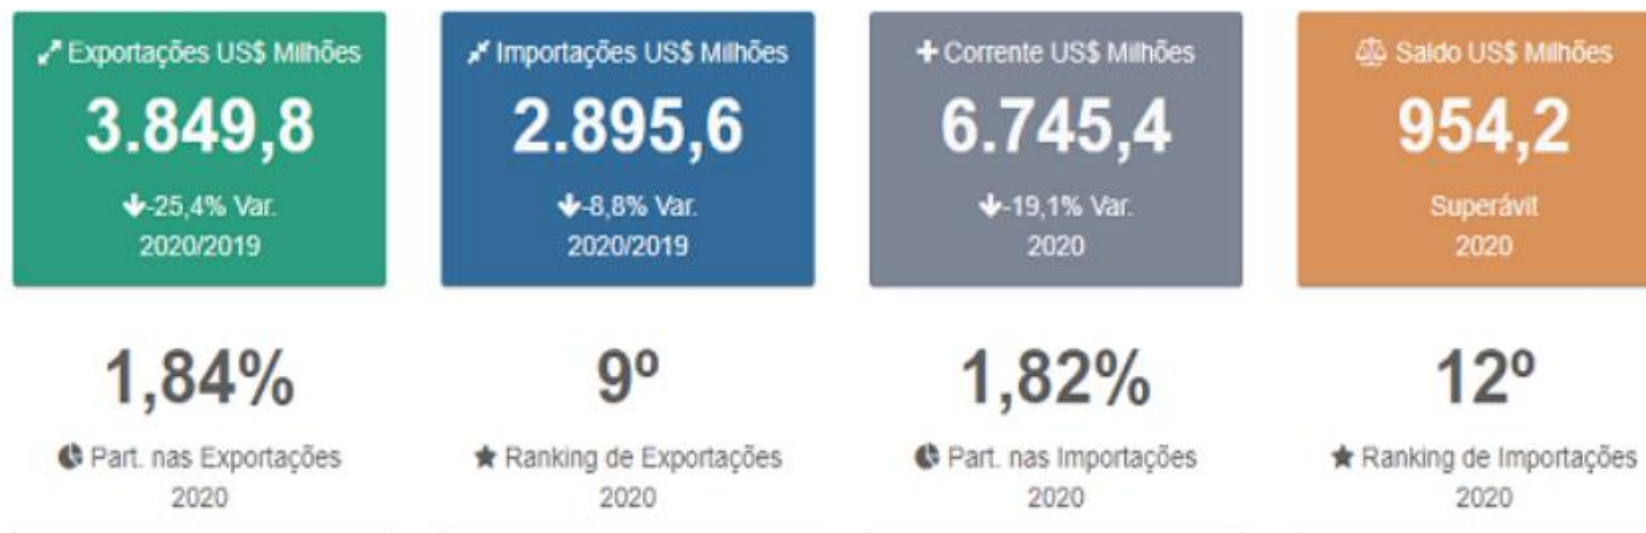 Exportações US$ Milhões
3.849,8
-25,4% Var.
2020/2019
Importações US$ Milhões
2.895,6
-8,8% Var.
2020/2019
Corrente US$ Milhões
6.745,4
-19,1% Var.
2020
Saldo US$ Milhões
954,2
Superávit
2020
1,84%
Part. nas Exportações
2020
9º
Ranking de Exportações
2020
1,82%
Part. nas Importações
2020
12º
Ranking de Importações
2020